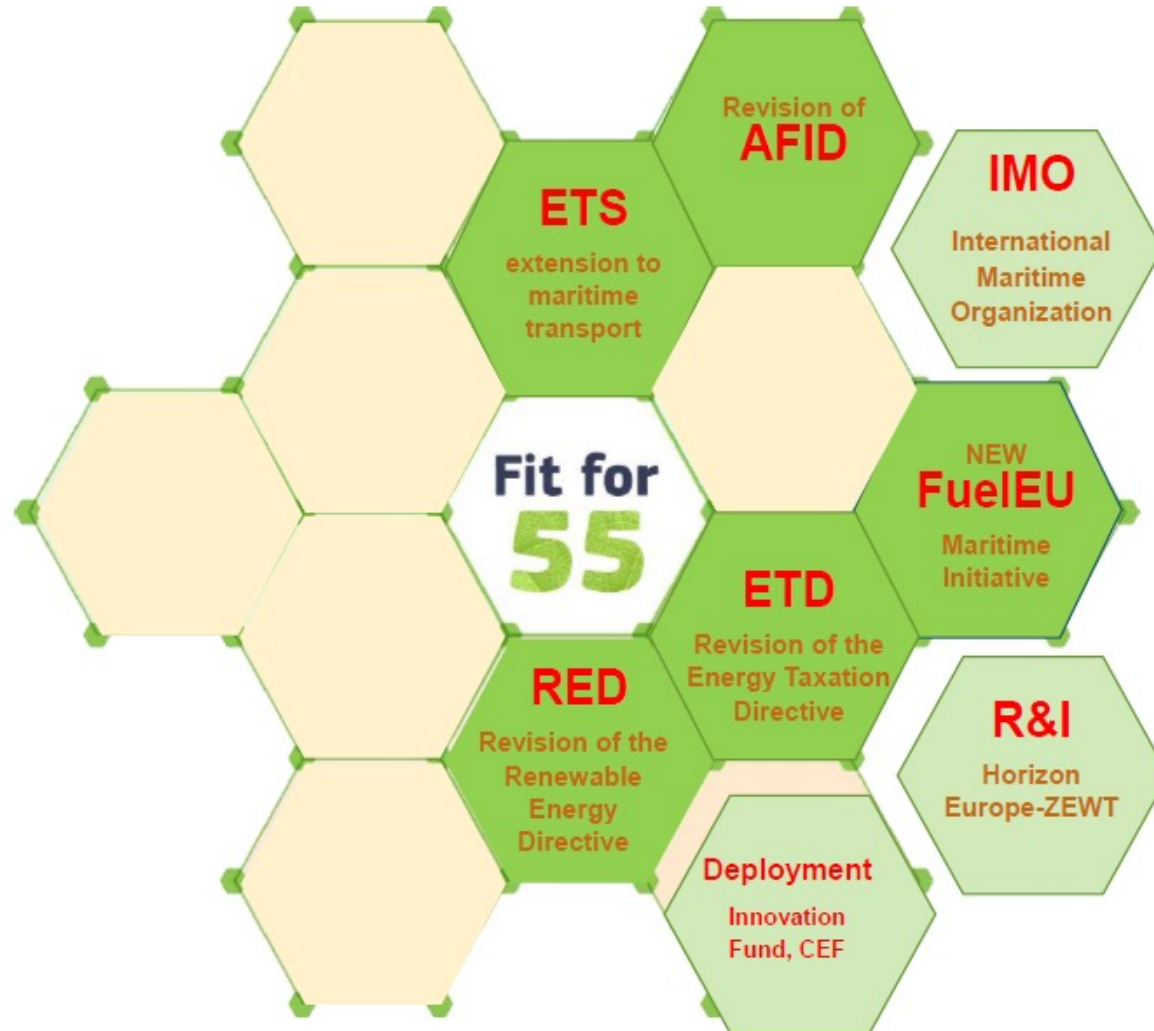 Revision of
AFID
IMO
International
Maritime
Organization
ETS
extension to
maritime
transport
Fit for
55
NEW
FuelEU
Maritime
Initiative
ETD
Revision of the
Energy Taxation
Directive
RED
Revision of the
Renewable
Energy
Directive
R&I
Horizon
Europe-ZEWT
Deployment
Innovation
Fund, CEF